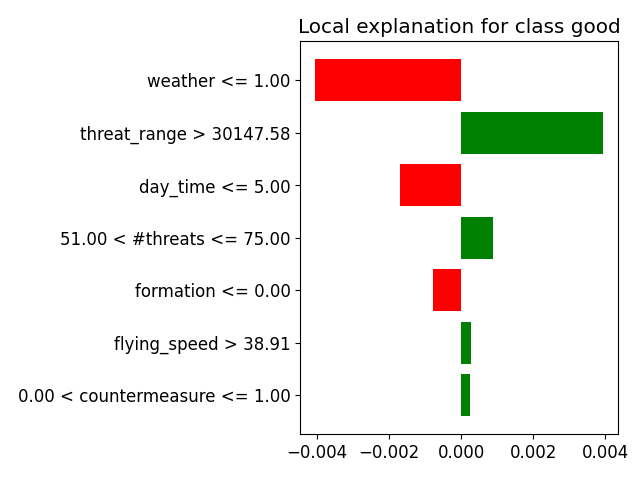 Local explanation for class good
weather <= 1.00
threat_range > 30147.58
day_time <= 5.00
51.00 < #threats <= 75.00
formation <= 0.00
flying_speed > 38.91
0.00 < countermeasure <= 1.00
−0.004 −0.002 0.000 0.002 0.004